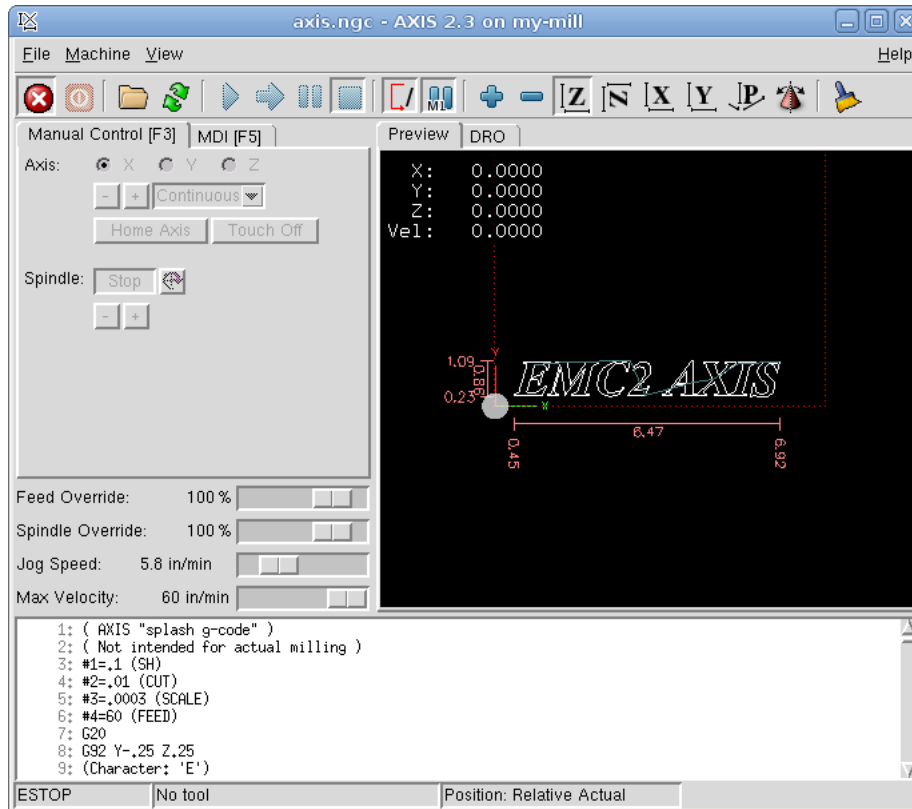 axis.ngc - AXIS 2.3 on my-mill
File Machine View Help
Z N X Y P
Manual Control [F3] MDI [F5]
Axis: X Y Z
- + Continuous
Home Axis Touch Off
Spindle: Stop
- +
Feed Override: 100 %
Spindle Override: 100 %
Jog Speed: 5.8 in/min
Max Velocity: 60 in/min
Preview DRO
X: 0.0000
Y: 0.0000
Z: 0.0000
Vel: 0.0000
Y
1.09
0.86
0.23
EMC2 AXIS
X
6.47
0.45
6.92
1: ( AXIS "splash g-code" )
2: ( Not intended for actual milling )
3: #1=.1 (SH)
4: #2=.01 (CUT)
5: #3=.0003 (SCALE)
6: #4=60 (FEED)
7: G20
8: G92 Y-.25 Z.25
9: (Character: 'E')
ESTOP No tool Position: Relative Actual